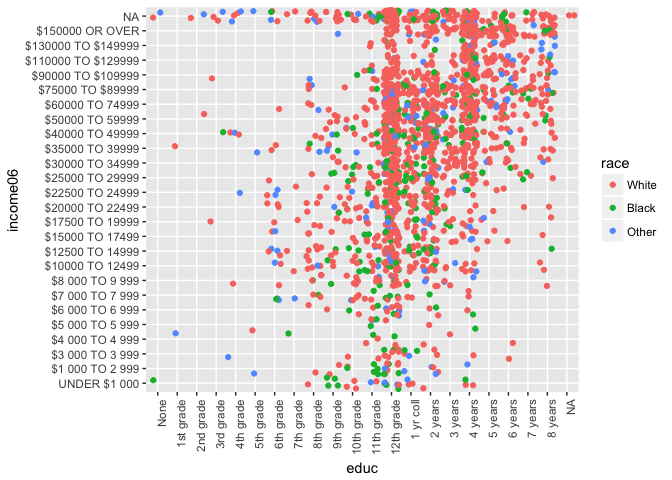 NA
$150000 OR OVER
$130000 TO $149999
$110000 TO $129999
$90000 TO $109999
$75000 TO $89999
$60000 TO 74999
$50000 TO 59999
$40000 TO 49999
$35000 TO 39999
$30000 TO 34999
$25000 TO 29999
$22500 TO 24999
$20000 TO 22499
$17500 TO 19999
$15000 TO 17499
$12500 TO 14999
$10000 TO 12499
$8 000 TO 9 999
$7 000 TO 7 999
$6 000 TO 6 999
$5 000 TO 5 999
$4 000 TO 4 999
$3 000 TO 3 999
$1 000 TO 2 999
UNDER $1 000
income06
None
1st grade
2nd grade
3rd grade
4th grade
5th grade
6th grade
7th grade
8th grade
9th grade
10th grade
11th grade
12th grade
1 yr coll
2 years
3 years
4 years
5 years
6 years
7 years
8 years
NA
educ
race
White
Black
Other